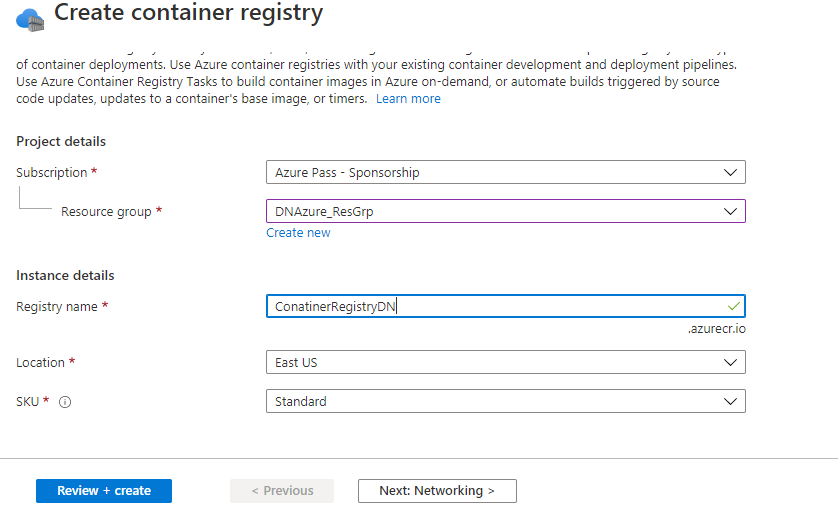 Create container registry
of container deployments. Use Azure container registries with your existing container development and deployment pipelines.
Use Azure Container Registry Tasks to build container images in Azure on-demand, or automate builds triggered by source
code updates, updates to a container's base image, or timers. Learn more
Project details
Subscription * Azure Pass - Sponsorship
Resource group * DNAzure_ResGrp
Create new
Instance details
Registry name * ConatinerRegistryDN
.azurecr.io
Location * East US
SKU * Standard
Review + create < Previous Next: Networking >